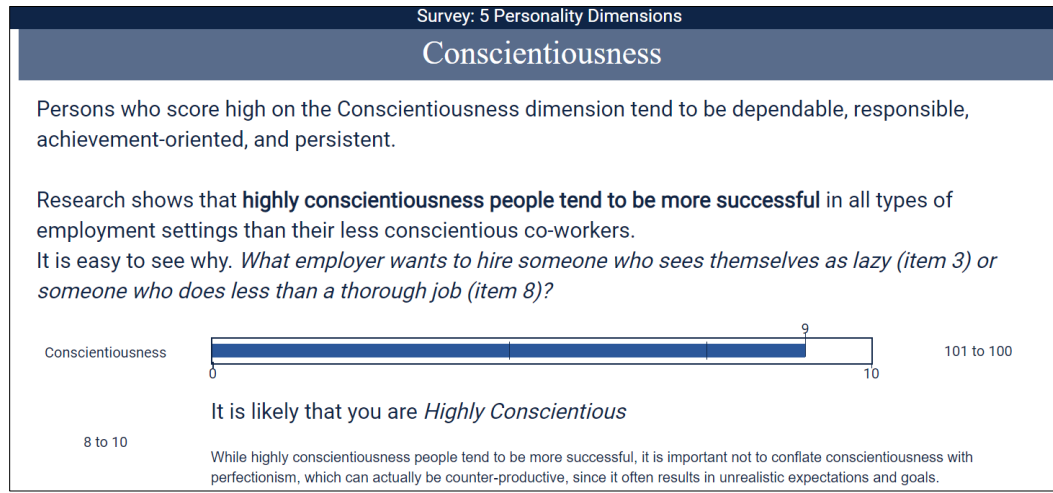 Survey: 5 Personality Dimensions
Conscientiousness
Persons who score high on the Conscientiousness dimension tend to be dependable, responsible,
achievement-oriented, and persistent.
Research shows that highly conscientiousness people tend to be more successful in all types of
employment settings than their less conscientious co-workers.
It is easy to see why. What employer wants to hire someone who sees themselves as lazy (item 3) or
someone who does less than a thorough job (item 8)?
9
Conscientiousness
101 to 100
0
10
It is likely that you are Highly Conscientious
8 to 10
While highly conscientiousness people tend to be more successful, it is important not to conflate conscientiousness with
perfectionism, which can actually be counter-productive, since it often results in unrealistic expectations and goals.